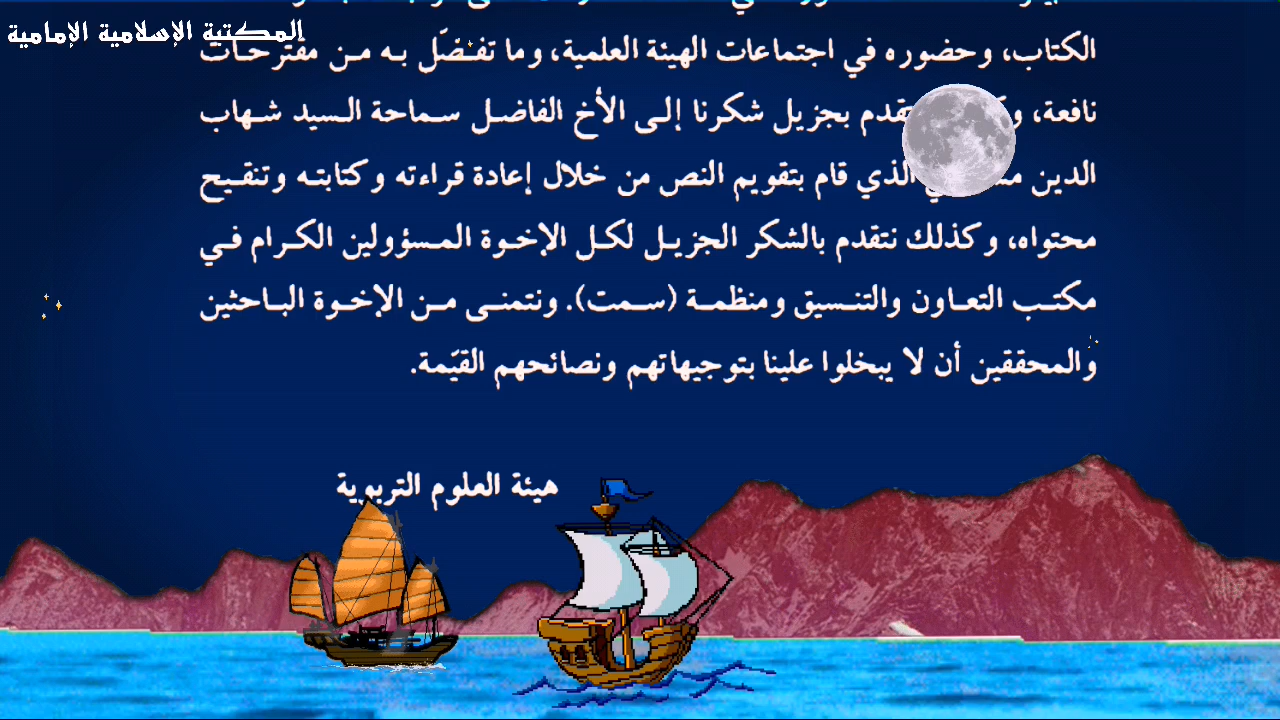 المكتبة الإسلامية الإمامية
الكتاب، وحضوره في اجتماعات الهيئة العلمية، وما تفضّل به من مقترحات
نافعة، بجزيل شكرنا إلى الأخ الفاضل سماحة السيد شهاب
الدين الذي قام بتقويم النص من خلال إعادة قراءته وكتابته وتنقيح
محتواه، وكذلك نتقدم بالشكر الجزيل لكل الإخوة المسؤولين الكرام في
مكتب التعاون والتنسيق ومنظمة (سمت). ونتمنى من الإخوة الباحثين
والمحققين أن لا يبخلوا علينا بتوجيهاتهم ونصائحهم القيّمة.
هيئة العلوم التربوية